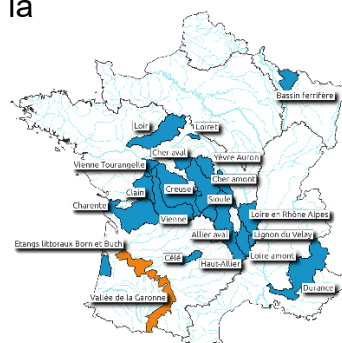 la
Bassin ferrifère
Loir
Loiret
Cher aval
Yèvre Auron
Vienne Tourangelle
Cher amont
Creuse
Clain
Sioule
Charente
Vienne
Loire en Rhône Alpes
Allier aval
Lignon du Velay
Etangs littoraux Born et Buch
Célé
Haut-Allier
Loire amont
Durance
Vallée de la Garonne